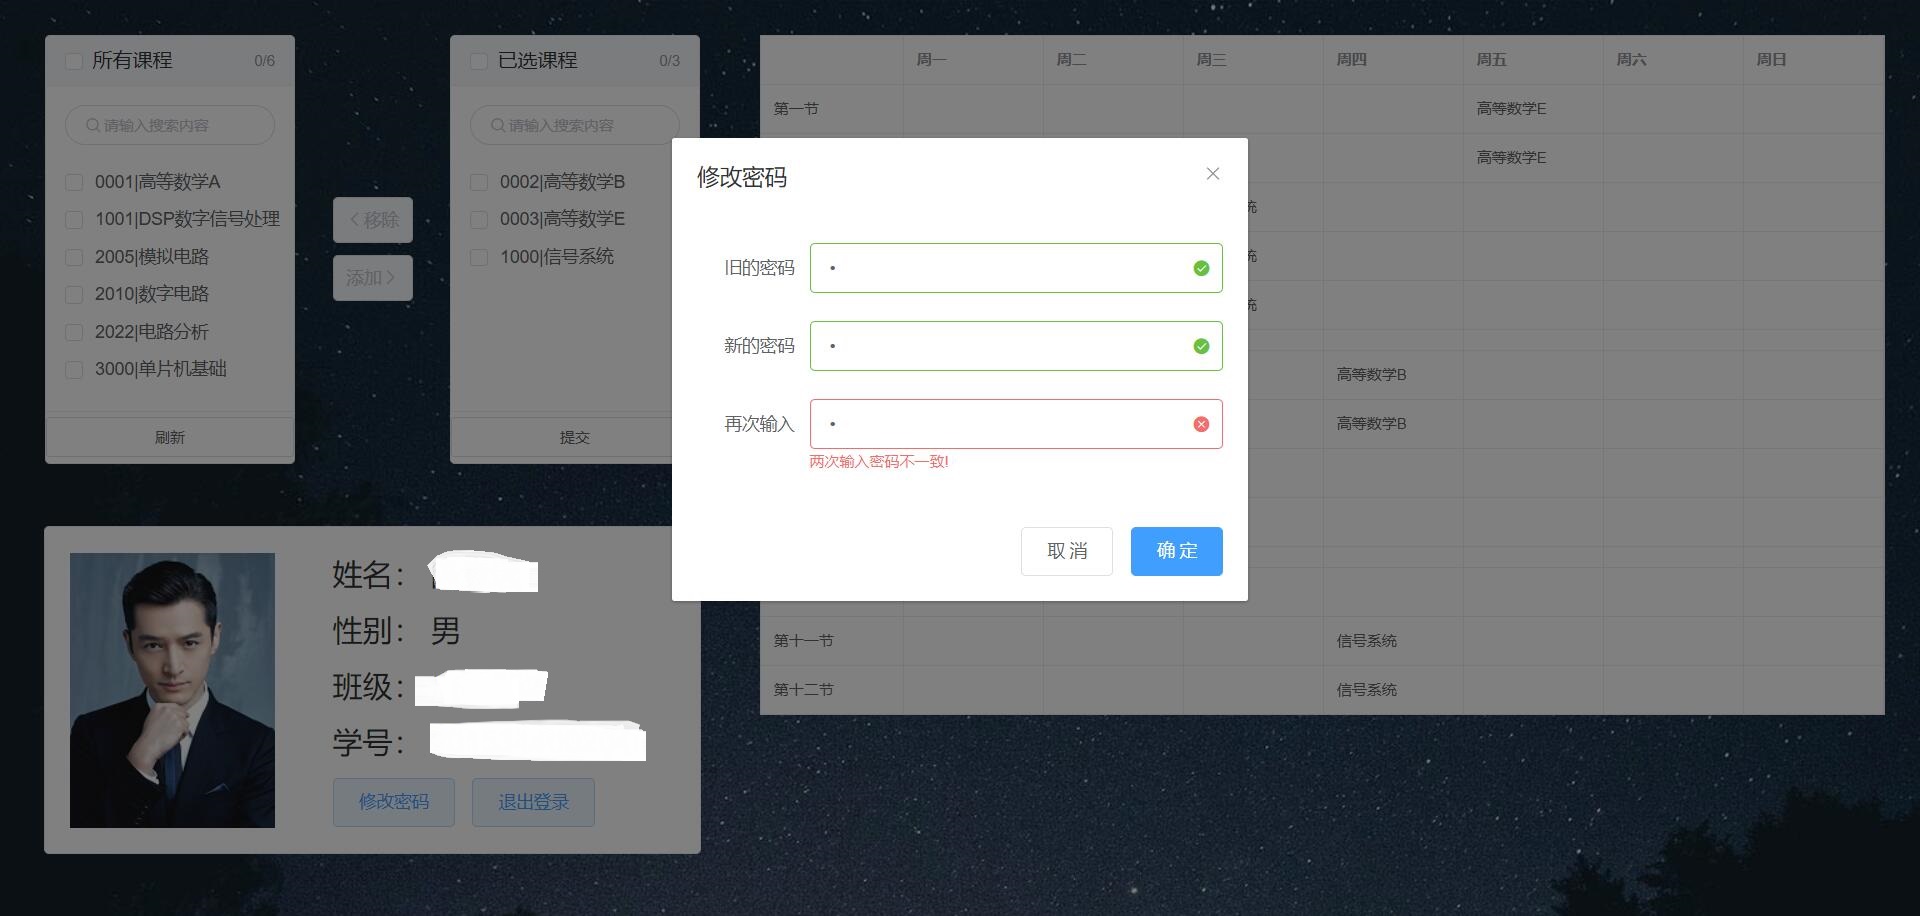 所有课程 0/6
请输入搜索内容
0001|高等数学A
1001|DSP数字信号处理
2005|模拟电路
2010|数字电路
2022|电路分析
3000|单片机基础
刷新
移除
添加
已选课程 0/3
请输入搜索内容
0002|高等数学B
0003|高等数学E
1000|信号系统
提交
周一 周二 周三 周四 周五 周六 周日
第一节 高等数学E
高等数学E
统
统
统
高等数学B
高等数学B
第十一节 信号系统
第十二节 信号系统
修改密码
旧的密码 •
新的密码 •
再次输入 •
两次输入密码不一致!
取消 确定
姓名：
性别： 男
班级：
学号：
修改密码 退出登录